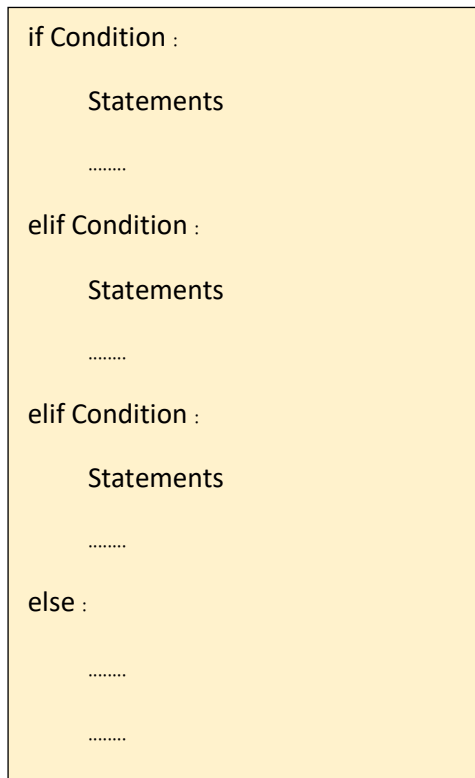 if Condition :
Statements
........
elif Condition :
Statements
........
elif Condition :
Statements
........
else :
........
........